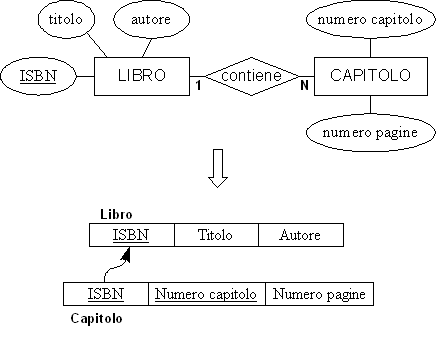 titolo
autore
numero capitolo
ISBN
LIBRO
1
contiene
N
CAPITOLO
numero pagine
Libro
ISBN Titolo Autore
ISBN Numero capitolo Numero pagine
Capitolo